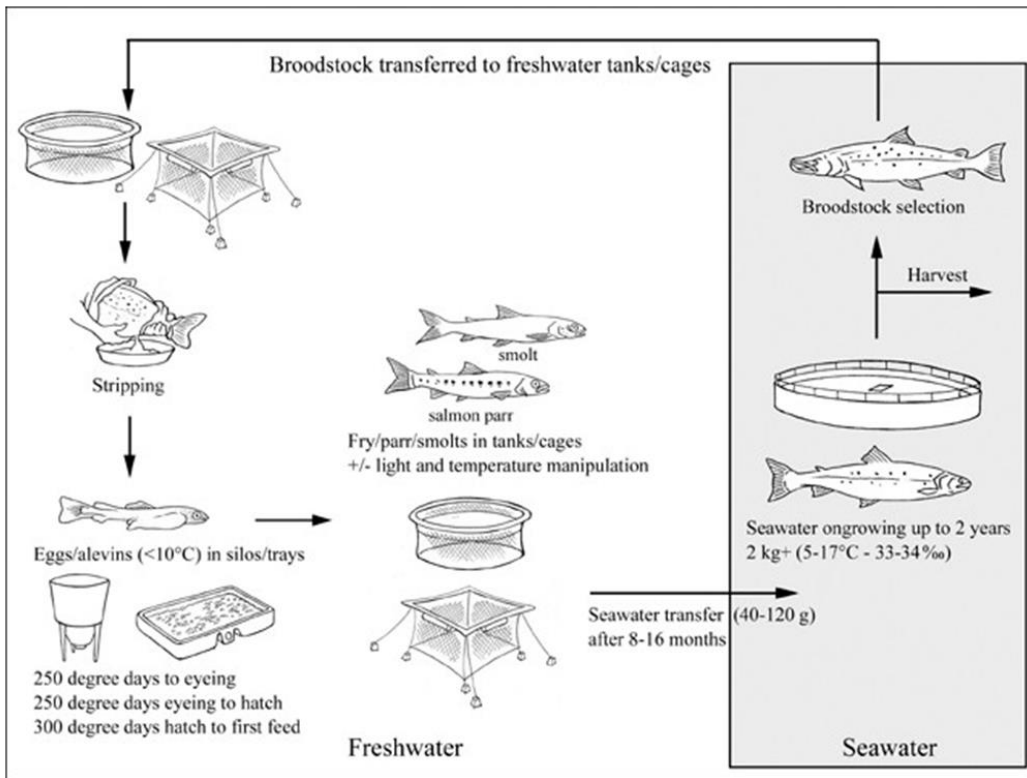 Broodstock transferred to freshwater tanks/cages
Stripping
Eggs/alevins (<10°C) in silos/trays
250 degree days to eyeing
250 degree days eyeing to hatch
300 degree days hatch to first feed
smolt
salmon parr
Fry/parr/smolts in tanks/cages
+/- light and temperature manipulation
Seawater transfer (40-120 g)
after 8-16 months
Freshwater
Broodstock selection
Harvest
Seawater ongrowing up to 2 years
2 kg+ (5-17°C - 33-34‰)
Seawater